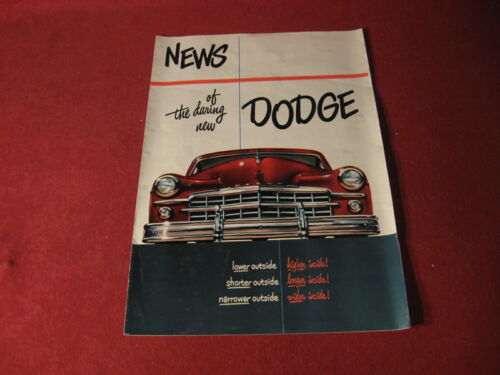 NEWS
of
the daring
new
DODGE
lower outside higher inside!
shorter outside longer inside!
narrower outside wider inside!